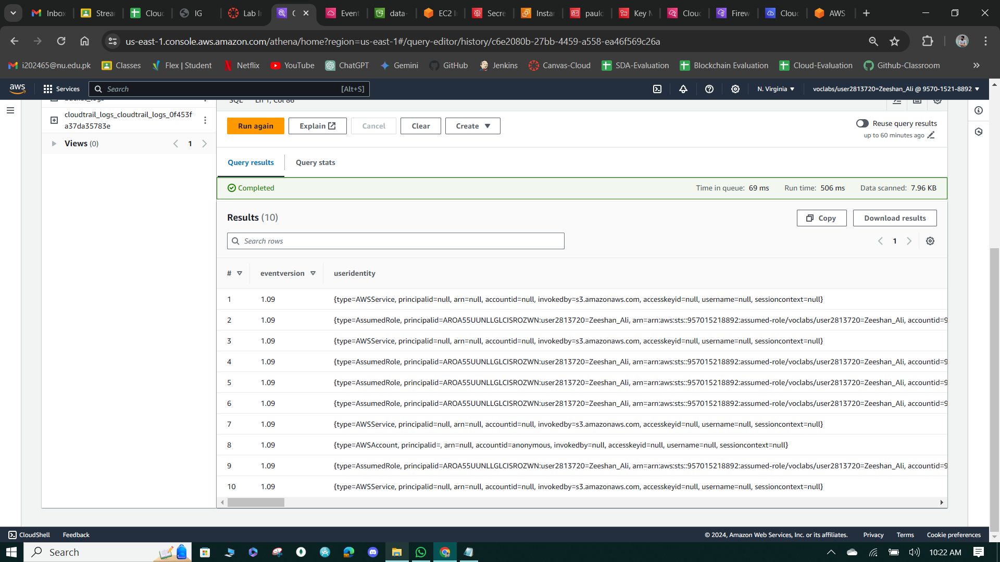 Inbox
Strea
Cloud
IG
Lab In
C
Event
data-
EC2 I
Secre
Instar
paulc
Key M
Clouc
Firew
Clouc
AWS
us-east-1.console.aws.amazon.com/athena/home?region=us-east-1#/query-editor/history/c6e2080b-27bb-4459-a558-ea46f569c26a
i202465@nu.edu.pk
Classes
Flex | Student
Netflix
YouTube
ChatGPT
Gemini
GitHub
Jenkins
Canvas-Cloud
SDA-Evaluation
Blockchain Evaluation
Cloud-Evaluation
Github-Classroom
aws
Services
Search
[Alt+S]
N. Virginia
voclabs/user2813720=Zeeshan_Ali @ 9570-1521-8892
bucket_logs
cloudtrail_logs_cloudtrail_logs_0f453f
a37da35783e
Views (0)
1
SQL
Ln 1, Col 86
Run again
Explain
Cancel
Clear
Create
Reuse query results
up to 60 minutes ago
Query results
Query stats
Completed
Time in queue: 69 ms
Run time: 506 ms
Data scanned: 7.96 KB
Results (10)
Copy
Download results
Search rows
1
# eventversion useridentity
1 1.09 {type=AWSService, principalid=null, arn=null, accountid=null, invokedby=s3.amazonaws.com, accesskeyid=null, username=null, sessioncontext=null}
2 1.09 {type=AssumedRole, principalid=AROA55UUNLLGLCISROZWN:user2813720=Zeeshan_Ali, arn=arn:aws:sts::957015218892:assumed-role/voclabs/user2813720=Zeeshan_Ali, accountid=9
3 1.09 {type=AWSService, principalid=null, arn=null, accountid=null, invokedby=s3.amazonaws.com, accesskeyid=null, username=null, sessioncontext=null}
4 1.09 {type=AssumedRole, principalid=AROA55UUNLLGLCISROZWN:user2813720=Zeeshan_Ali, arn=arn:aws:sts::957015218892:assumed-role/voclabs/user2813720=Zeeshan_Ali, accountid=9
5 1.09 {type=AssumedRole, principalid=AROA55UUNLLGLCISROZWN:user2813720=Zeeshan_Ali, arn=arn:aws:sts::957015218892:assumed-role/voclabs/user2813720=Zeeshan_Ali, accountid=9
6 1.09 {type=AssumedRole, principalid=AROA55UUNLLGLCISROZWN:user2813720=Zeeshan_Ali, arn=arn:aws:sts::957015218892:assumed-role/voclabs/user2813720=Zeeshan_Ali, accountid=9
7 1.09 {type=AWSService, principalid=null, arn=null, accountid=null, invokedby=s3.amazonaws.com, accesskeyid=null, username=null, sessioncontext=null}
8 1.09 {type=AWSAccount, principalid=, arn=null, accountid=anonymous, invokedby=null, accesskeyid=null, username=null, sessioncontext=null}
9 1.09 {type=AssumedRole, principalid=AROA55UUNLLGLCISROZWN:user2813720=Zeeshan_Ali, arn=arn:aws:sts::957015218892:assumed-role/voclabs/user2813720=Zeeshan_Ali, accountid=9
10 1.09 {type=AWSService, principalid=null, arn=null, accountid=null, invokedby=s3.amazonaws.com, accesskeyid=null, username=null, sessioncontext=null}
CloudShell
Feedback
© 2024, Amazon Web Services, Inc. or its affiliates.
Privacy
Terms
Cookie preferences
Search
10:22 AM